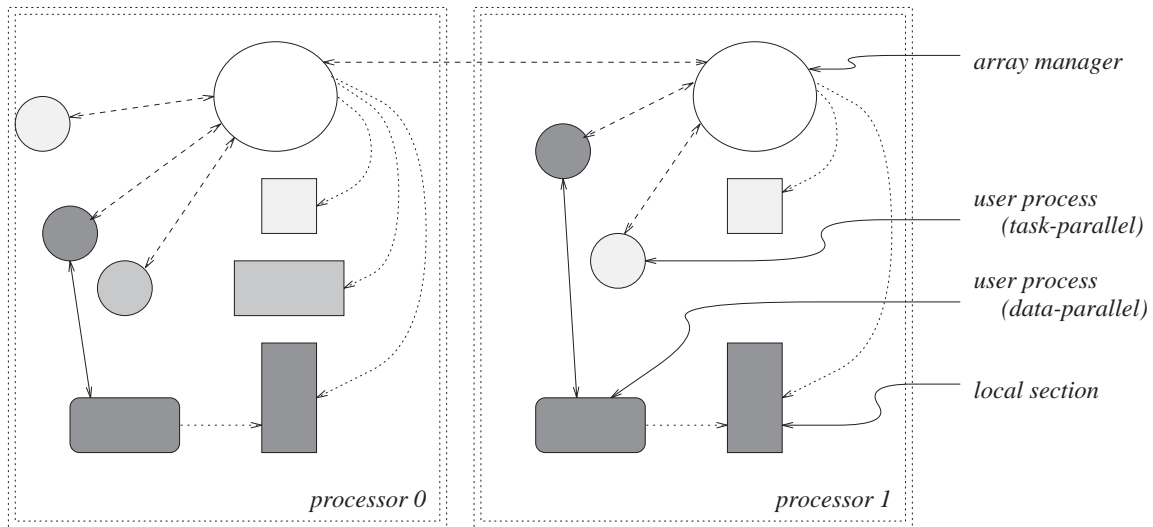 array manager
user process
(task-parallel)
user process
(data-parallel)
local section
processor 0
processor 1